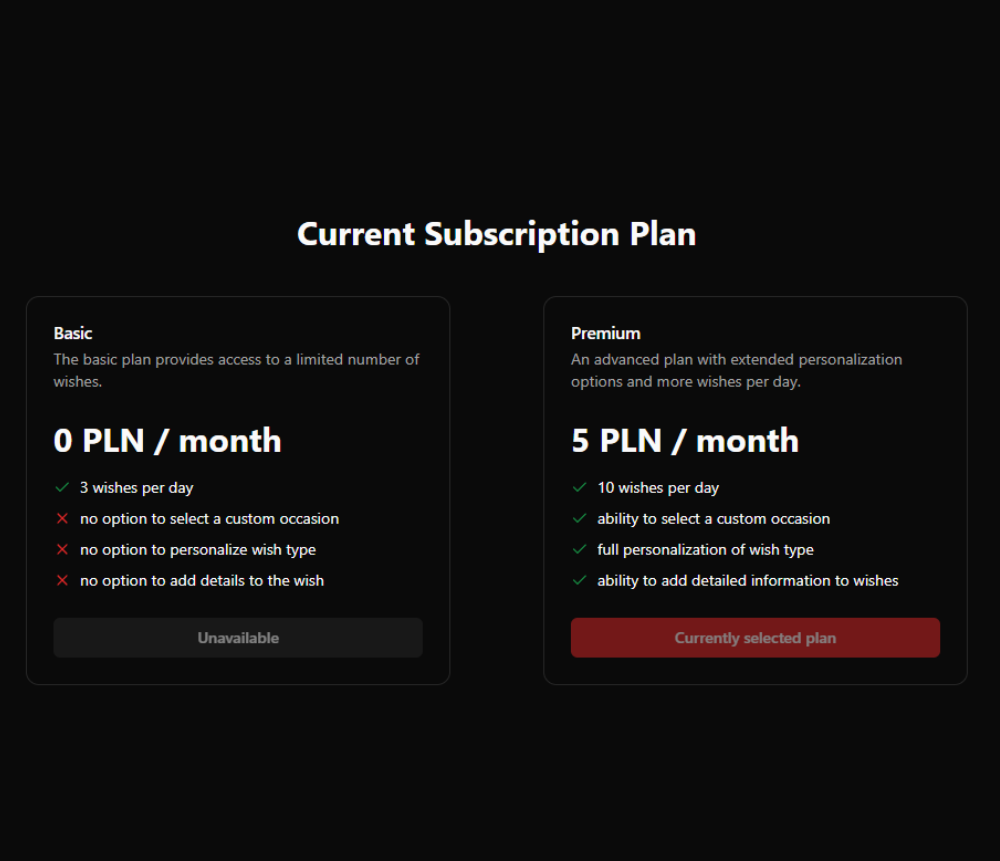 Current Subscription Plan
Basic
The basic plan provides access to a limited number of
wishes.
0 PLN / month
3 wishes per day
no option to select a custom occasion
no option to personalize wish type
no option to add details to the wish
Unavailable
Premium
An advanced plan with extended personalization
options and more wishes per day.
5 PLN / month
10 wishes per day
ability to select a custom occasion
full personalization of wish type
ability to add detailed information to wishes
Currently selected plan